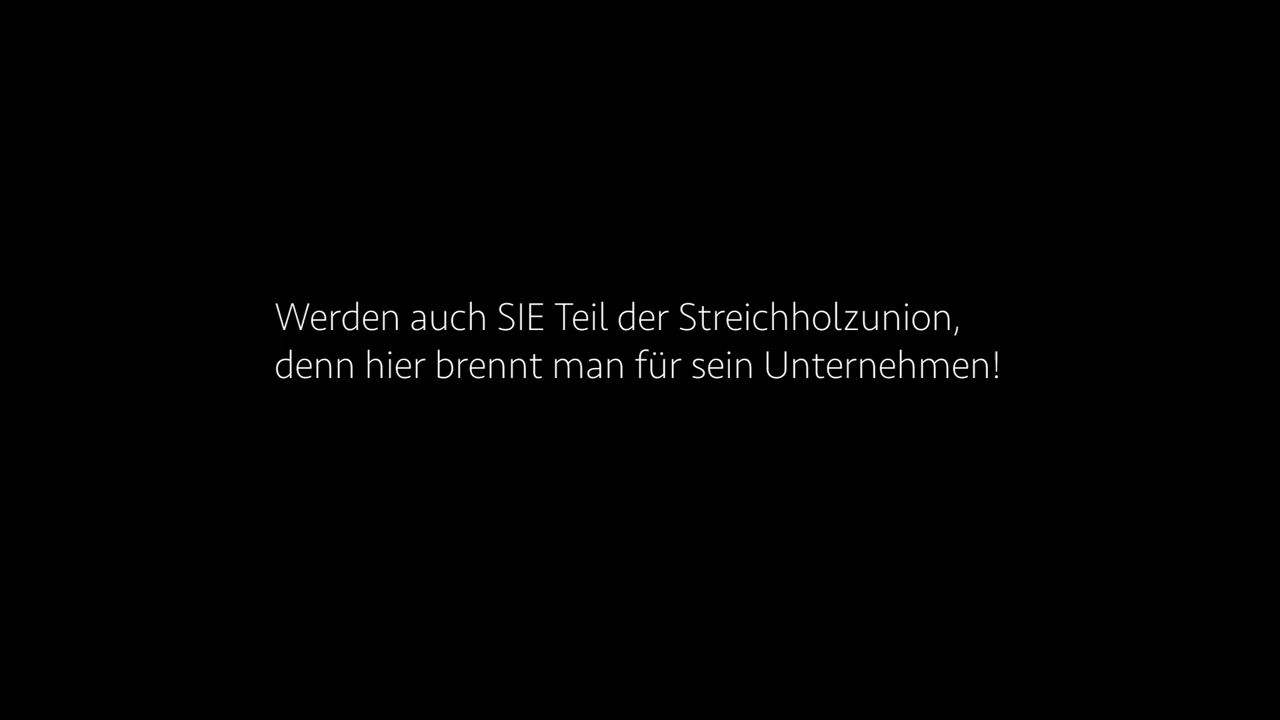 Werden auch SIE Teil der Streichholzunion,
denn hier brennt man für sein Unternehmen!